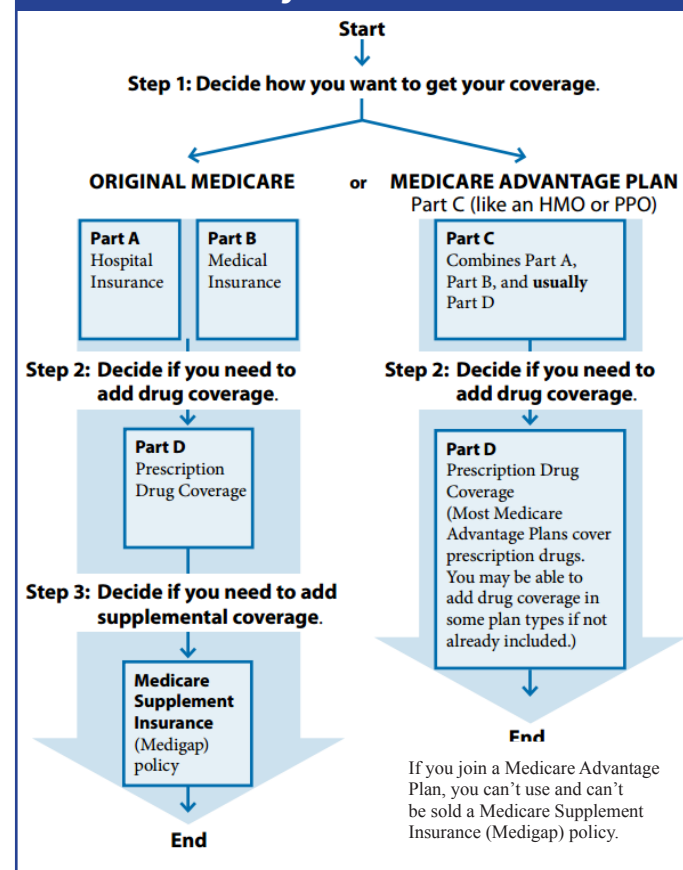 Start
Step 1: Decide how you want to get your coverage.
ORIGINAL MEDICARE
or
MEDICARE ADVANTAGE PLAN
Part C (like an HMO or PPO)
Part A
Hospital
Insurance
Part B
Medical
Insurance
Part C
Combines Part A,
Part B, and usually
Part D
Step 2: Decide if you need to
add drug coverage.
Part D
Prescription
Drug Coverage
Step 3: Decide if you need to add
supplemental coverage.
Medicare
Supplement
Insurance
(Medigap)
policy
End
Step 2: Decide if you need to
add drug coverage.
Part D
Prescription Drug
Coverage
(Most Medicare
Advantage Plans cover
prescription drugs.
You may be able to
add drug coverage in
some plan types if not
already included.)
End
If you join a Medicare Advantage
Plan, you can’t use and can’t
be sold a Medicare Supplement
Insurance (Medigap) policy.